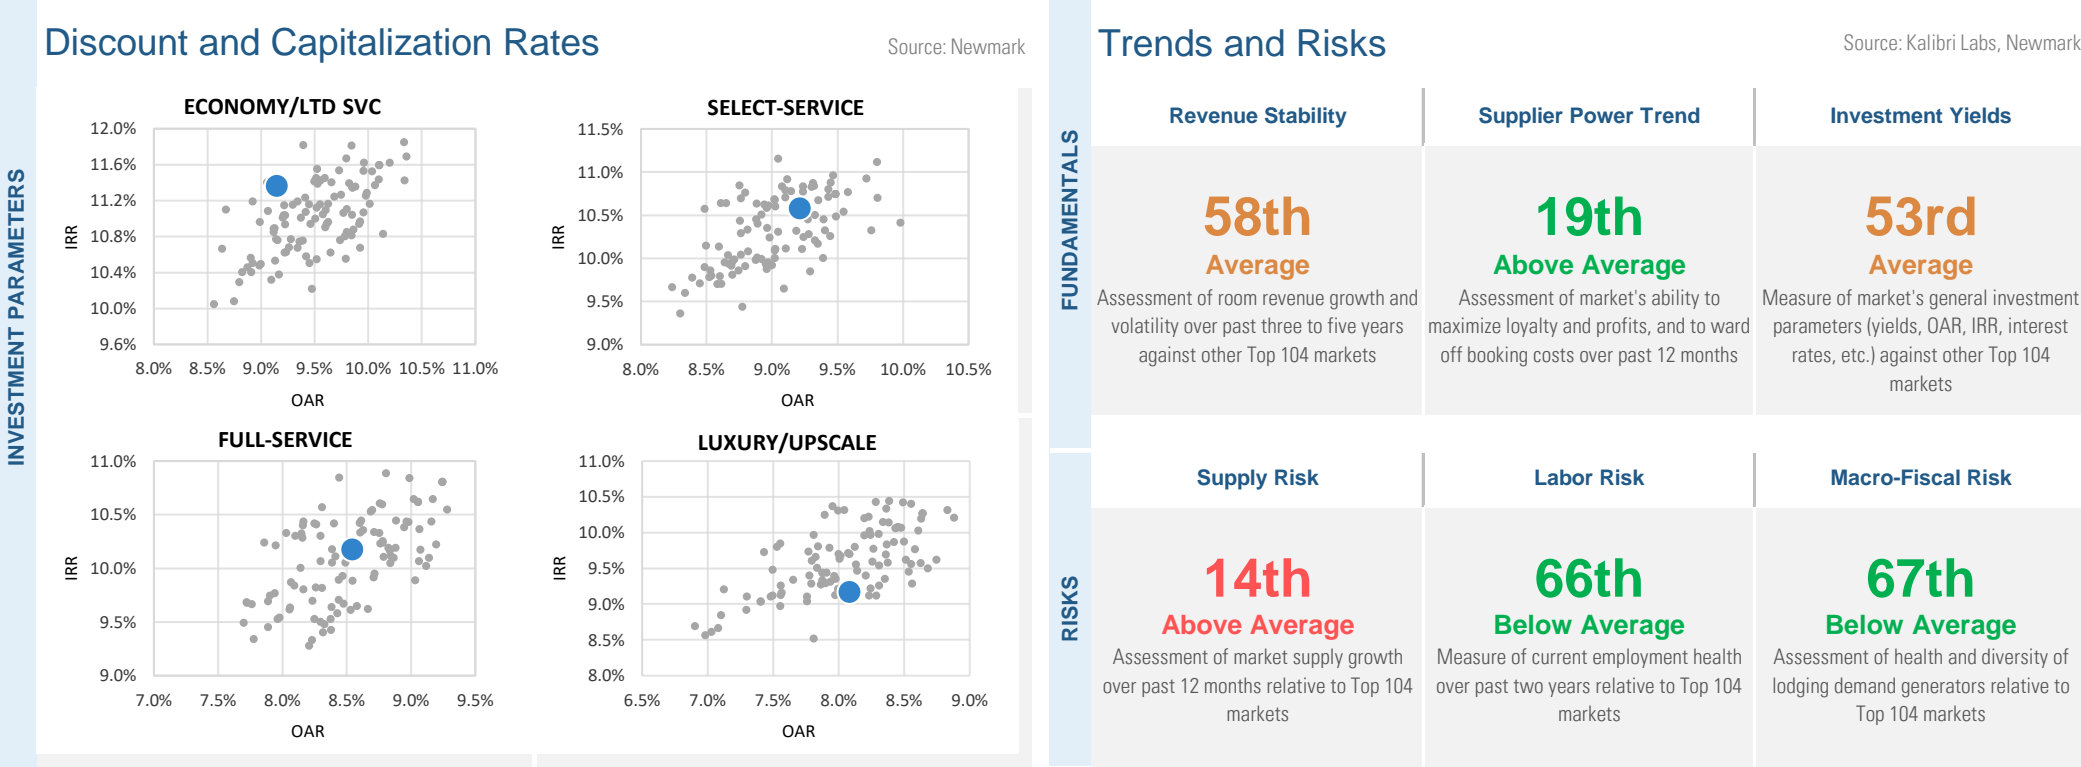 Discount and Capitalization Rates
Source: Newmark
INVESTMENT PARAMETERS
ECONOMY/LTD SVC
IRR
12.0%
11.6%
11.2%
10.8%
10.4%
10.0%
9.6%
8.0% 8.5% 9.0% 9.5% 10.0% 10.5% 11.0%
OAR
SELECT-SERVICE
IRR
11.5%
11.0%
10.5%
10.0%
9.5%
9.0%
8.0% 8.5% 9.0% 9.5% 10.0% 10.5%
OAR
FULL-SERVICE
IRR
11.0%
10.5%
10.0%
9.5%
9.0%
7.0% 7.5% 8.0% 8.5% 9.0% 9.5%
OAR
LUXURY/UPSCALE
IRR
11.0%
10.5%
10.0%
9.5%
9.0%
8.5%
8.0%
6.5% 7.0% 7.5% 8.0% 8.5% 9.0%
OAR
Trends and Risks
Source: Kalibri Labs, Newmark
FUNDAMENTALS
Revenue Stability
58th
Average
Assessment of room revenue growth and
volatility over past three to five years
against other Top 104 markets
Supplier Power Trend
19th
Above Average
Assessment of market's ability to
maximize loyalty and profits, and to ward
off booking costs over past 12 months
Investment Yields
53rd
Average
Measure of market's general investment
parameters (yields, OAR, IRR, interest
rates, etc.) against other Top 104
markets
RISKS
Supply Risk
14th
Above Average
Assessment of market supply growth
over past 12 months relative to Top 104
markets
Labor Risk
66th
Below Average
Measure of current employment health
over past two years relative to Top 104
markets
Macro-Fiscal Risk
67th
Below Average
Assessment of health and diversity of
lodging demand generators relative to
Top 104 markets